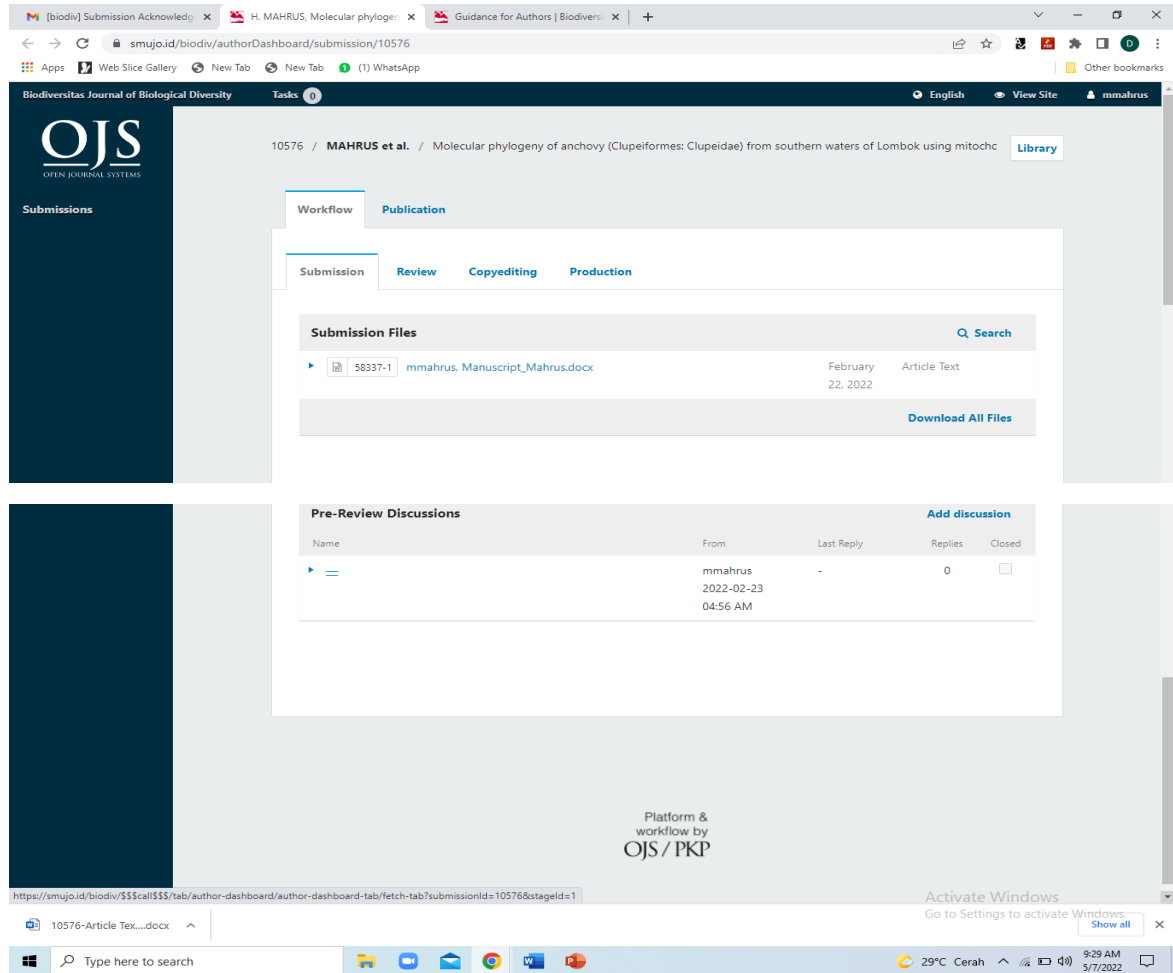 [biodiv] Submission Acknowledg
H. MAHRUS, Molecular phylogen
Guidance for Authors | Biodiversi
smujo.id/biodiv/authorDashboard/submission/10576
D
Apps Web Slice Gallery New Tab New Tab (1) WhatsApp Other bookmarks
Biodiversitas Journal of Biological Diversity Tasks 0 English View Site mmahrus
OJS
OPEN JOURNAL SYSTEMS
Submissions
10576 / MAHRUS et al. / Molecular phylogeny of anchovy (Clupeiformes: Clupeidae) from southern waters of Lombok using mitochc
Library
Workflow Publication
Submission Review Copyediting Production
Submission Files Search
58337-1 mmahrus, Manuscript_Mahrus.docx February 22, 2022 Article Text
Download All Files
Pre-Review Discussions Add discussion
Name From Last Reply Replies Closed
mmahrus - 0
2022-02-23
04:56 AM
Platform &
workflow by
OJS / PKP
https://smujo.id/biodiv/$$$call$$$/tab/author-dashboard/author-dashboard-tab/fetch-tab?submissionId=10576&stageId=1
Activate Windows
Go to Settings to activate Windows.
10576-Article Tex....docx Show all
Type here to search 29°C Cerah 9:29 AM
5/7/2022